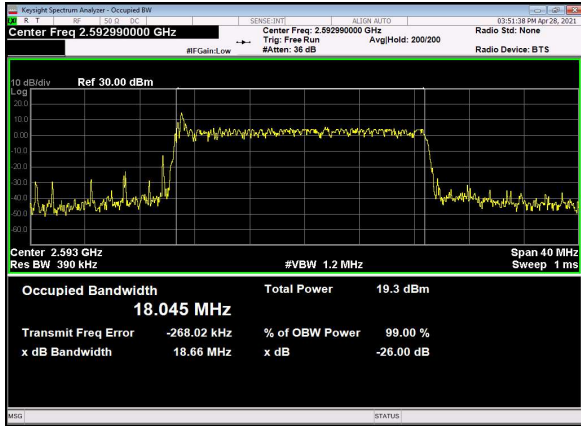 Keysight Spectrum Analyzer - Occupied BW
R T RF 50 Ω DC SENSE:INT ALIGN AUTO 03:51:38 PM Apr 28, 2021
Center Freq 2.592990000 GHz Center Freq: 2.592990000 GHz Radio Std: None
Trig: Free Run Avg|Hold: 200/200
#IFGain:Low #Atten: 36 dB Radio Device: BTS
10 dB/div Ref 30.00 dBm
Log
20.0
10.0
0.00
-10.0
-20.0
-30.0
-40.0
-50.0
-60.0
Center 2.593 GHz Span 40 MHz
Res BW 390 kHz #VBW 1.2 MHz Sweep 1 ms
Occupied Bandwidth Total Power 19.3 dBm
18.045 MHz
Transmit Freq Error -268.02 kHz % of OBW Power 99.00 %
x dB Bandwidth 18.66 MHz x dB -26.00 dB
MSG STATUS